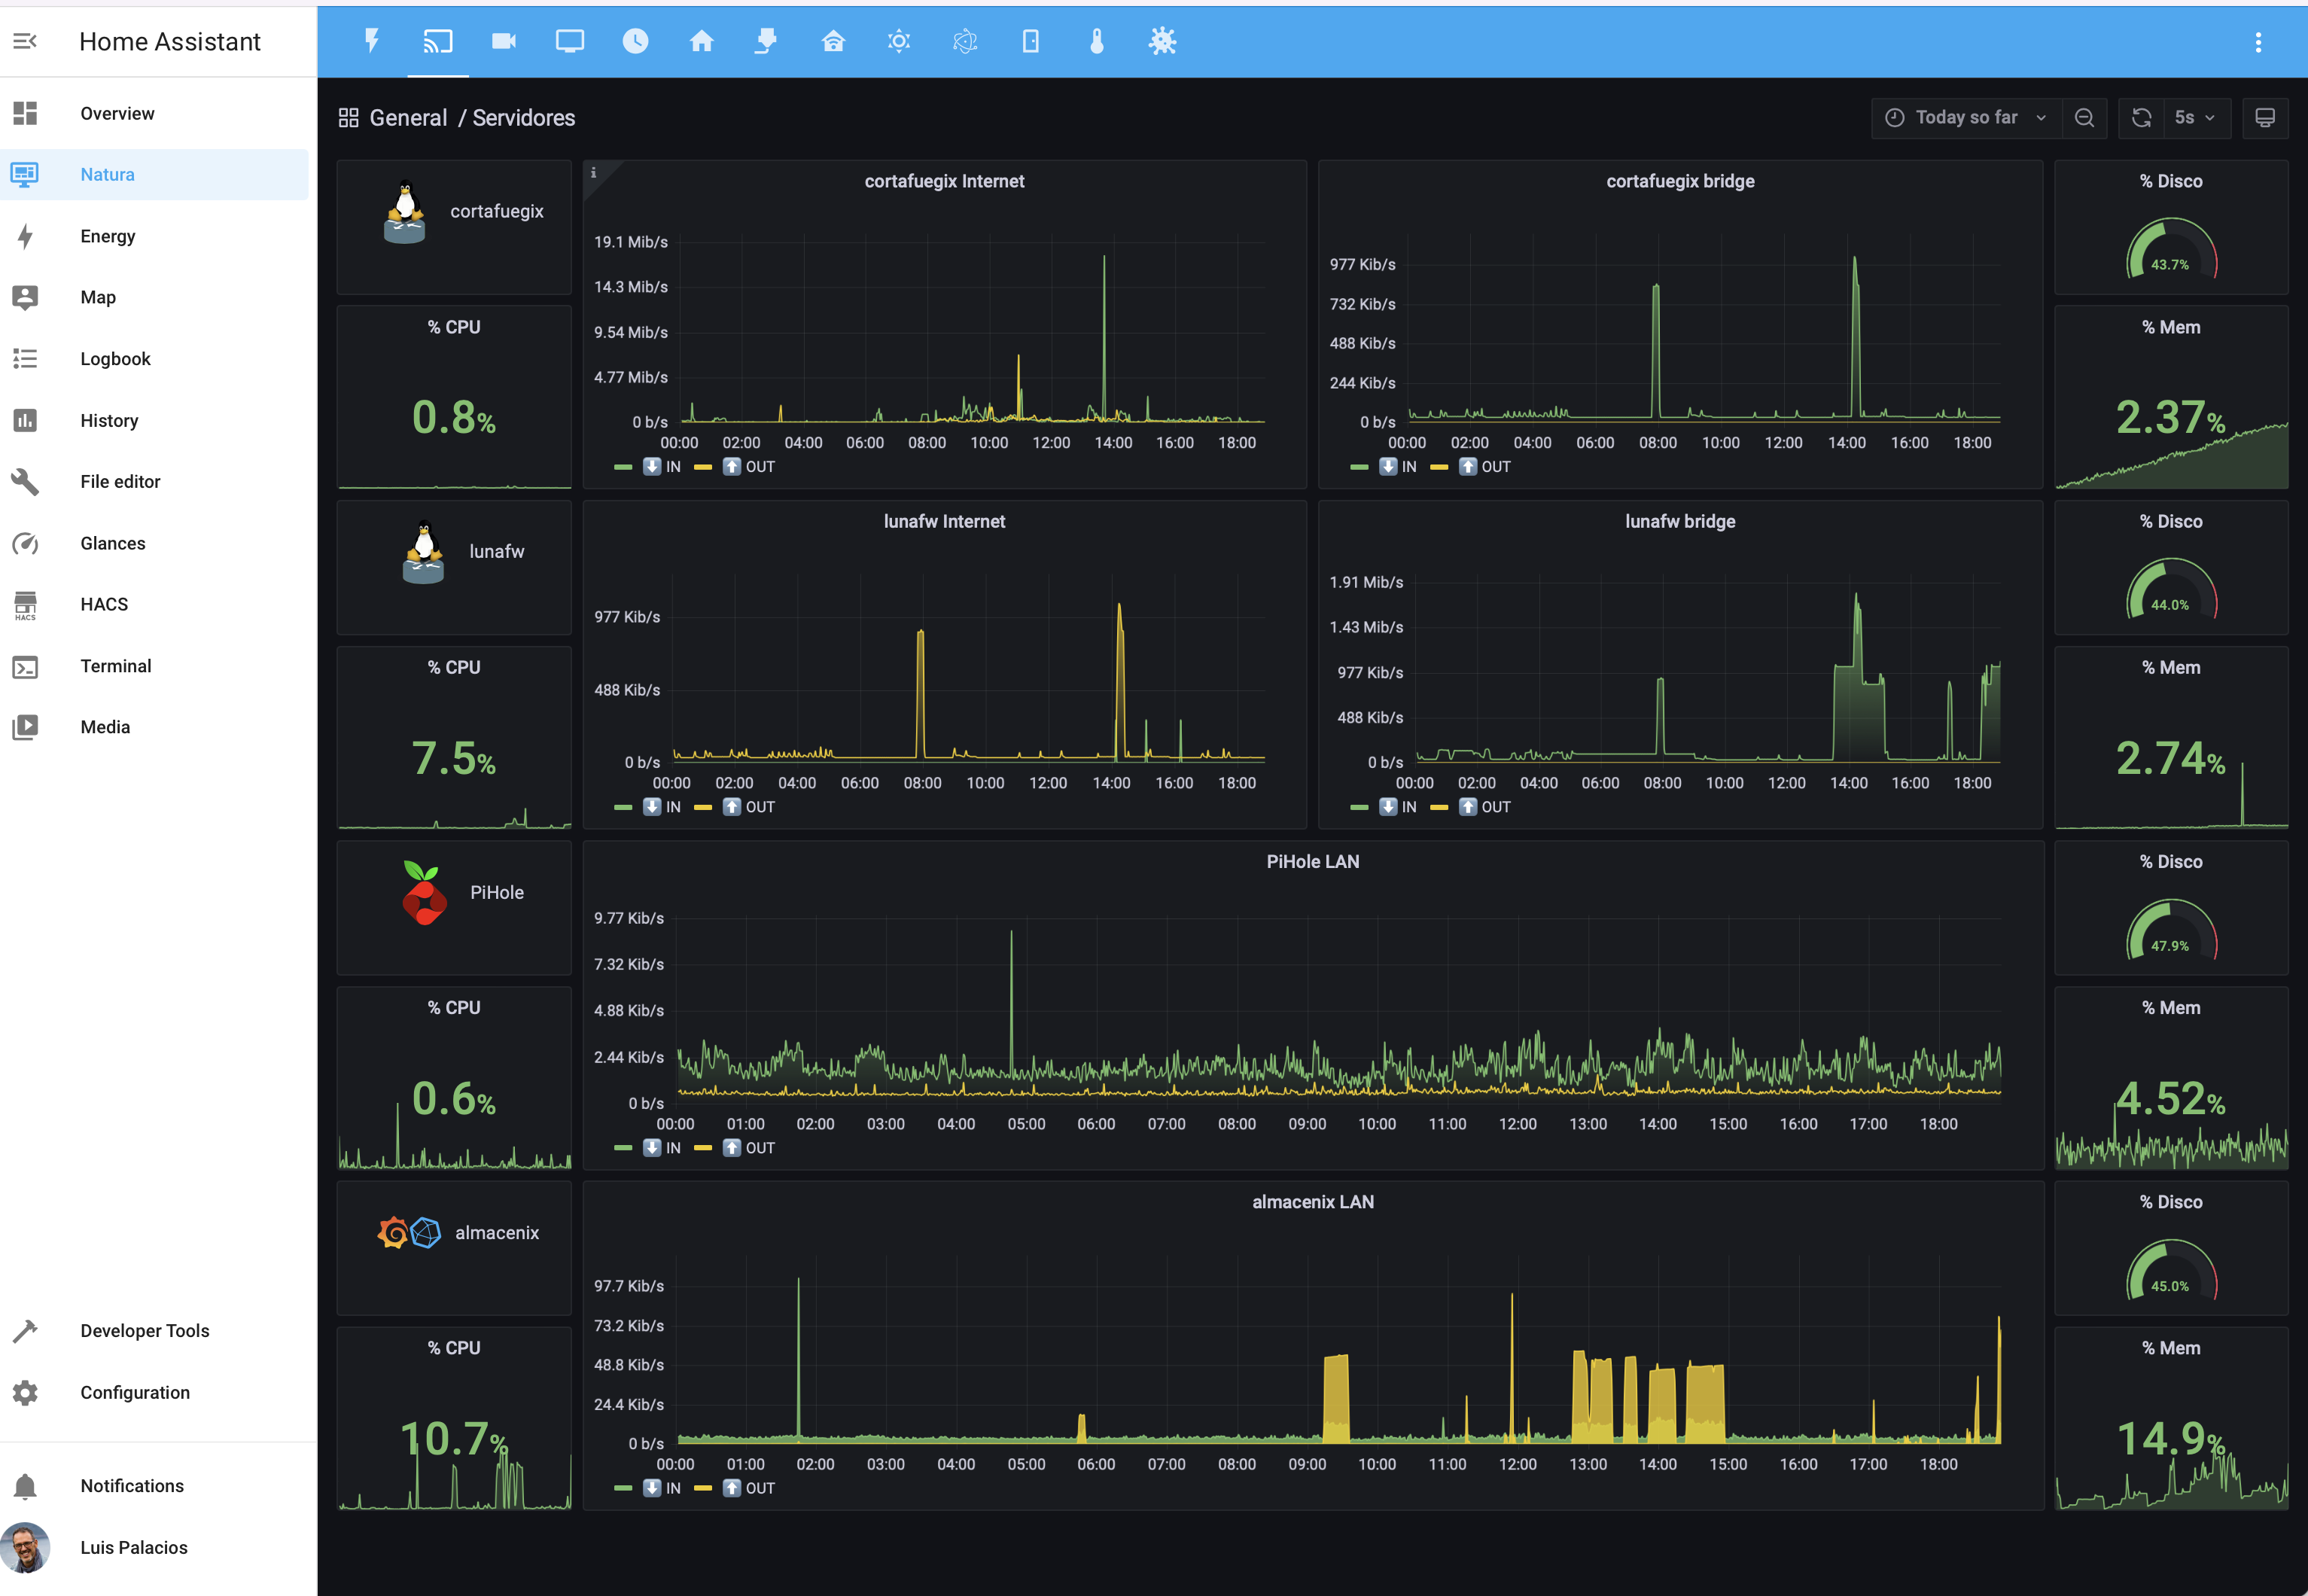 Home Assistant
Overview
Natura
Energy
Map
Logbook
History
File editor
Glances
HACS
HACS
Terminal
Media
Developer Tools
Configuration
Notifications
Luis Palacios
General / Servidores
Today so far
5s
cortafuegix
% CPU
0.8%
i
cortafuegix Internet
19.1 Mib/s
14.3 Mib/s
9.54 Mib/s
4.77 Mib/s
0 b/s
00:00 02:00 04:00 06:00 08:00 10:00 12:00 14:00 16:00 18:00
IN OUT
cortafuegix bridge
977 Kib/s
732 Kib/s
488 Kib/s
244 Kib/s
0 b/s
00:00 02:00 04:00 06:00 08:00 10:00 12:00 14:00 16:00 18:00
IN OUT
% Disco
43.7%
% Mem
2.37%
lunafw
% CPU
7.5%
lunafw Internet
977 Kib/s
488 Kib/s
0 b/s
00:00 02:00 04:00 06:00 08:00 10:00 12:00 14:00 16:00 18:00
IN OUT
lunafw bridge
1.91 Mib/s
1.43 Mib/s
977 Kib/s
488 Kib/s
0 b/s
00:00 02:00 04:00 06:00 08:00 10:00 12:00 14:00 16:00 18:00
IN OUT
% Disco
44.0%
% Mem
2.74%
PiHole
% CPU
0.6%
PiHole LAN
9.77 Kib/s
7.32 Kib/s
4.88 Kib/s
2.44 Kib/s
0 b/s
00:00 01:00 02:00 03:00 04:00 05:00 06:00 07:00 08:00 09:00 10:00 11:00 12:00 13:00 14:00 15:00 16:00 17:00 18:00
IN OUT
% Disco
47.9%
% Mem
4.52%
almacenix
% CPU
10.7%
almacenix LAN
97.7 Kib/s
73.2 Kib/s
48.8 Kib/s
24.4 Kib/s
0 b/s
00:00 01:00 02:00 03:00 04:00 05:00 06:00 07:00 08:00 09:00 10:00 11:00 12:00 13:00 14:00 15:00 16:00 17:00 18:00
IN OUT
% Disco
45.0%
% Mem
14.9%